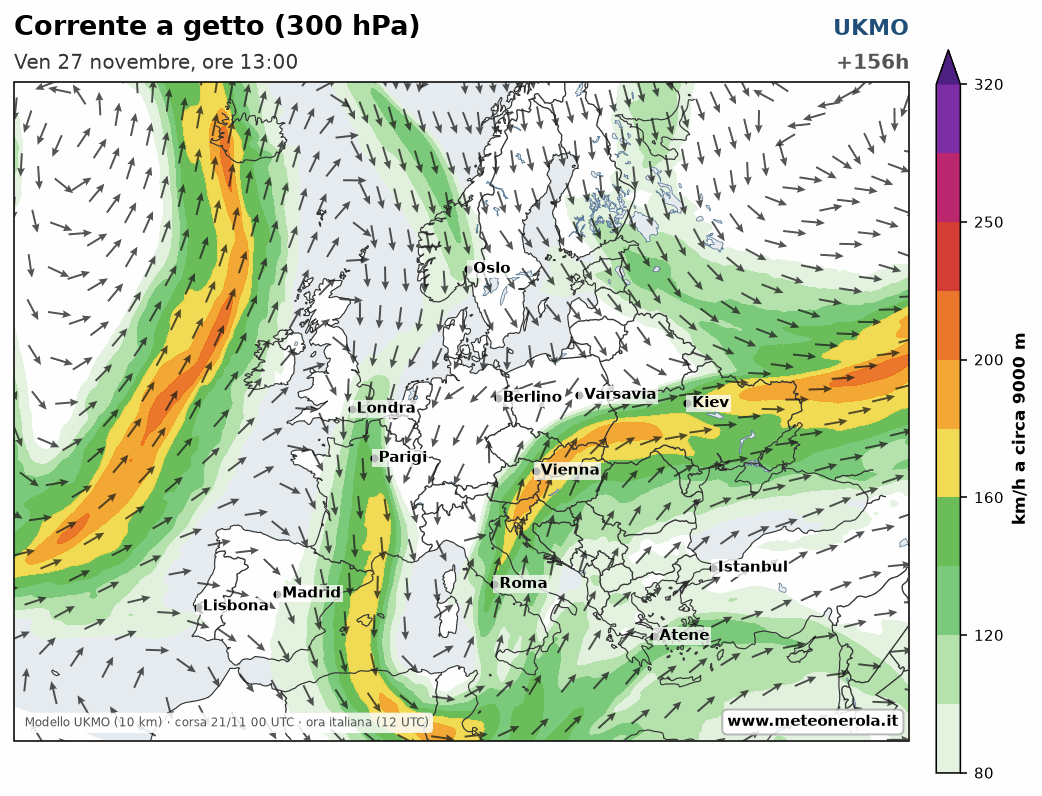 Corrente a getto (300 hPa)
UKMO
Ven 27 novembre, ore 13:00
+156h
320
250
200
160
120
80
km/h a circa 9000 m
Oslo
Berlino
Varsavia
Kiev
Londra
Parigi
Vienna
Istanbul
Roma
Madrid
Lisbona
Atene
Modello UKMO (10 km) · corsa 21/11 00 UTC · ora italiana (12 UTC)
www.meteonerola.it